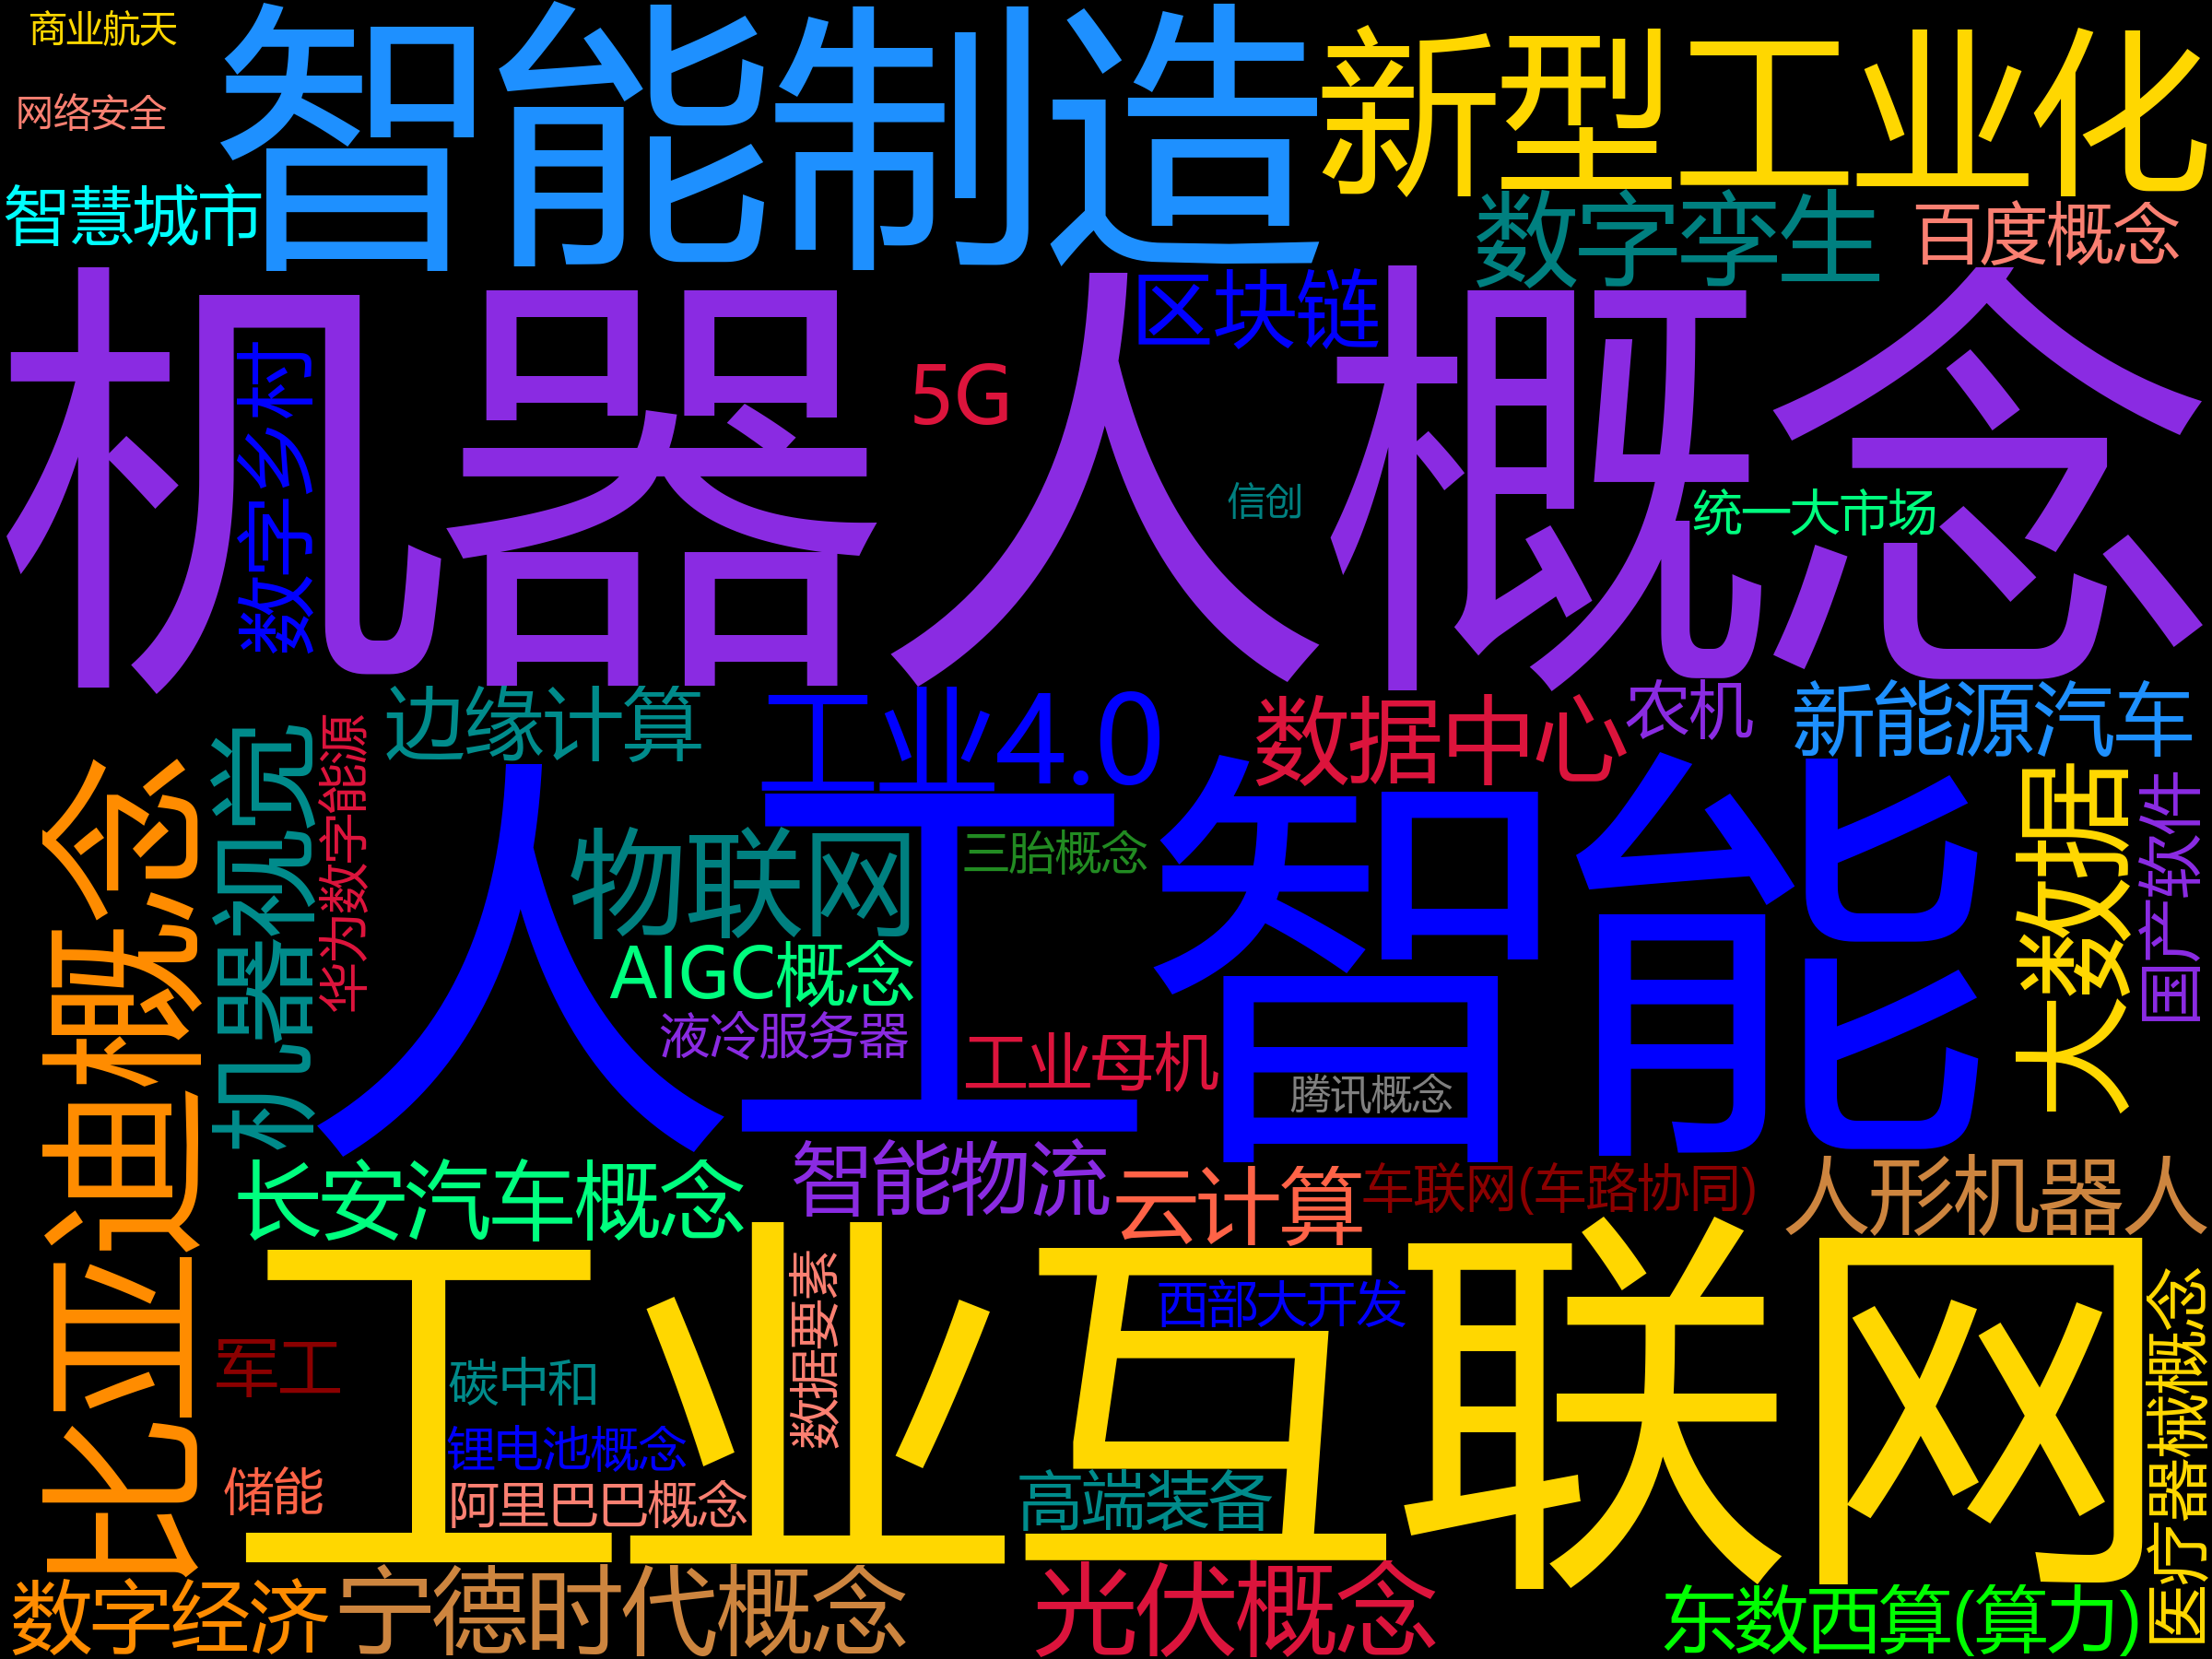 商业航天
智能制造
新型工业化
网络安全
智慧城市
数字孪生
百度概念
机器人概念
区块链
5G
数字乡村
信创
统一大市场
边缘计算
工业4.0
数据中心
农机
新能源汽车
比亚迪概念
机器视觉
华为数字能源
人工智能
物联网
三胎概念
大数据
国产软件
AIGC概念
液冷服务器
工业母机
腾讯概念
长安汽车概念
智能物流
云计算
车联网(车路协同)
人形机器人
工业互联网
数据要素
西部大开发
医疗器械概念
军工
碳中和
锂电池概念
储能
阿里巴巴概念
高端装备
数字经济
宁德时代概念
光伏概念
东数西算(算力)